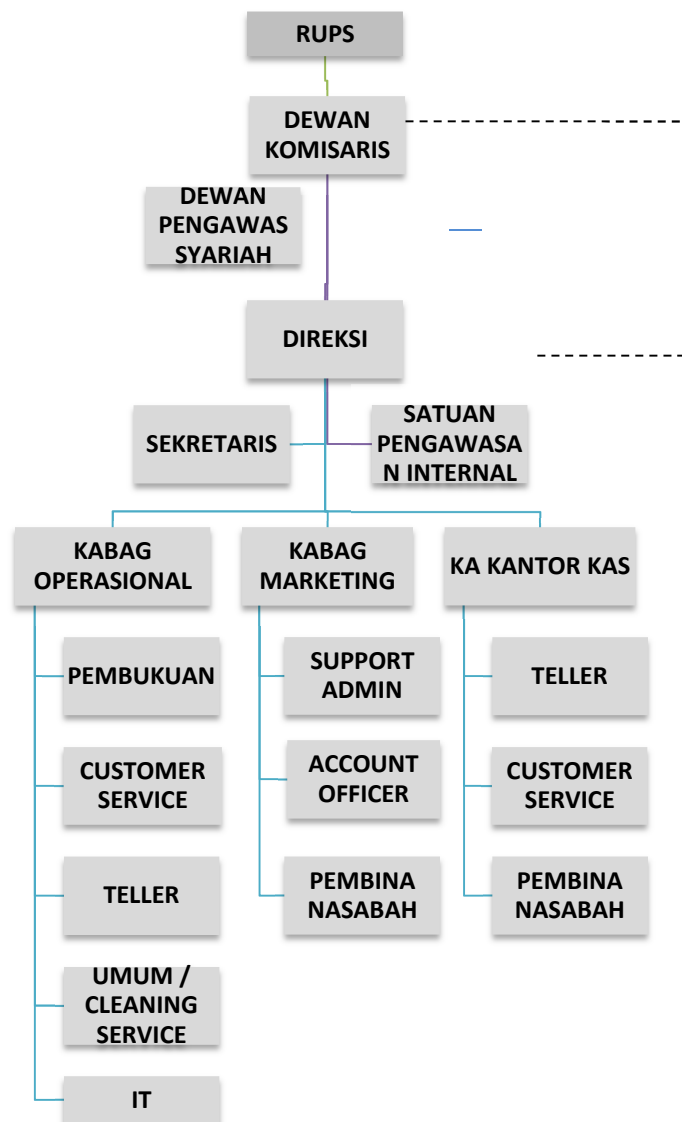 RUPS
DEWAN
KOMISARIS
DEWAN
PENGAWAS
SYARIAH
DIREKSI
SEKRETARIS
SATUAN
PENGAWASA
N INTERNAL
KABAG
OPERASIONAL
KABAG
MARKETING
KA KANTOR KAS
PEMBUKUAN
SUPPORT
ADMIN
TELLER
CUSTOMER
SERVICE
ACCOUNT
OFFICER
CUSTOMER
SERVICE
TELLER
PEMBINA
NASABAH
PEMBINA
NASABAH
UMUM /
CLEANING
SERVICE
IT